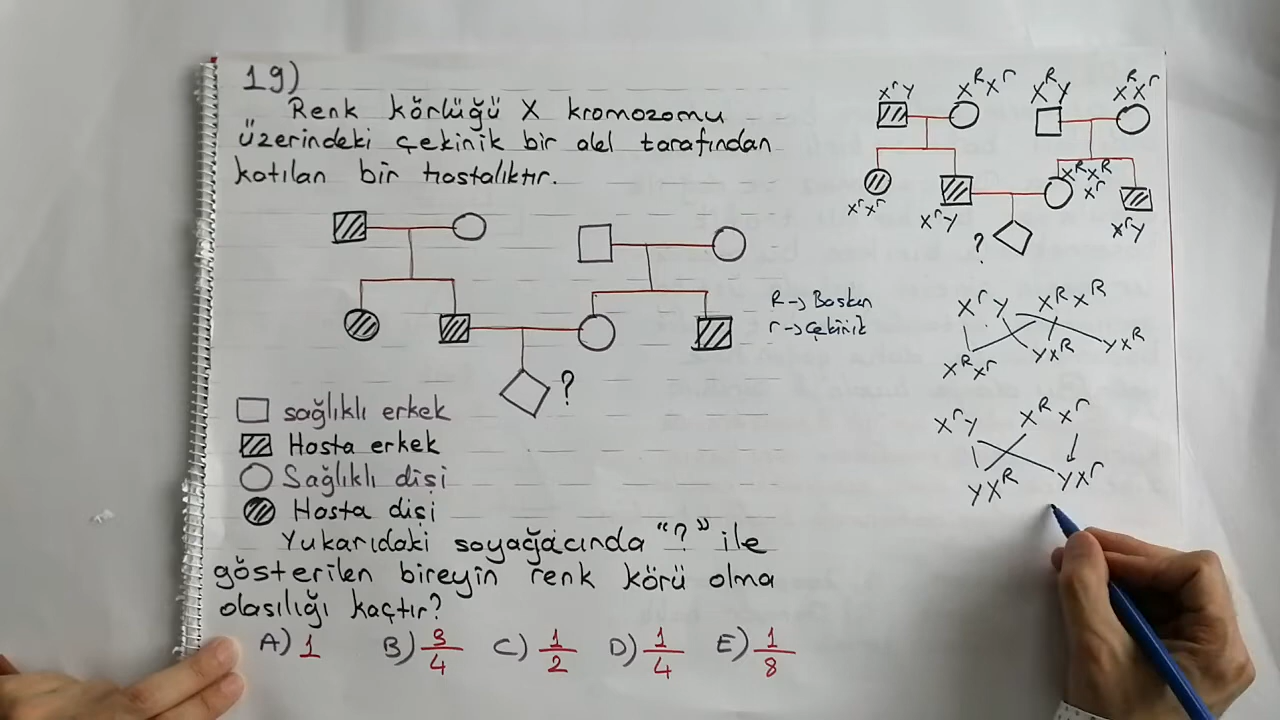 19)
Renk körlüğü X kromozomu
üzerindeki çekinik bir alel tarafından
katılan bir hastalıktır.
?
R→Baskın
r→çekinik
sağlıklı erkek
Hasta erkek
Sağlıklı dişi
Hasta dişi
Yukarıdaki soyağacında "?" ile
gösterilen bireyin renk körü olma
olasılığı kaçtır?
A) 1 B) 3/4 C) 1/2 D) 1/4 E) 1/8
XʳY XᴿXʳ XᴿY XᴿXʳ
XʳXʳ XʳY XᴿXᴿ
Xʳ XʳY
?
XʳY XᴿXᴿ
XᴿXʳ YXᴿ YXᴿ
XʳY XᴿXʳ
YXᴿ YXʳ